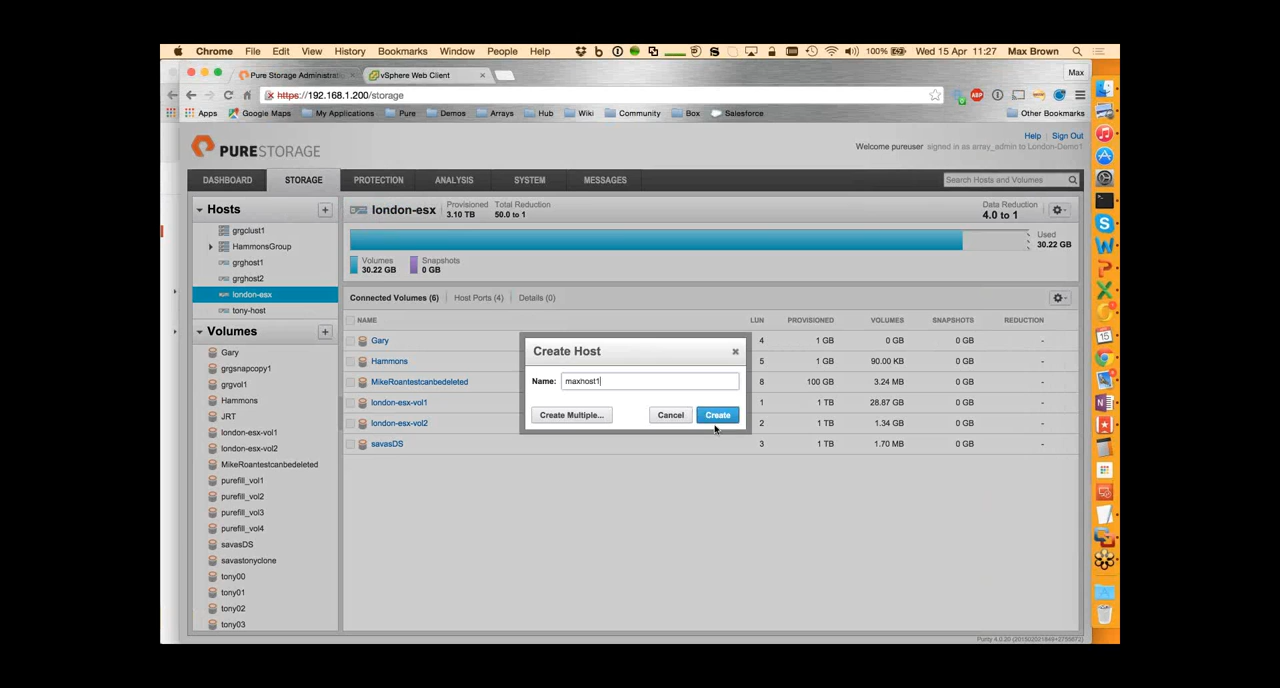 Chrome File Edit View History Bookmarks Window People Help 100% Wed 15 Apr 11:27 Max Brown
Pure Storage Administrati vSphere Web Client Max
https://192.168.1.200/storage
Apps Google Maps My Applications Pure Demos Arrays Hub Wiki Community Box Salesforce Other Bookmarks
Help Sign Out
PURESTORAGE
Welcome pureuser signed in as array_admin to London-Demo1
DASHBOARD STORAGE PROTECTION ANALYSIS SYSTEM MESSAGES Search Hosts and Volumes
Hosts
grgclust1
HammonsGroup
grghost1
grghost2
london-esx
tony-host
Volumes
Gary
grgsnapcopy1
grgvol1
Hammons
JRT
london-esx-vol1
london-esx-vol2
MikeRoantestcanbedeleted
purefill_vol1
purefill_vol2
purefill_vol3
purefill_vol4
savasDS
savastonyclone
tony00
tony01
tony02
tony03
london-esx
Provisioned
3.10 TB
Total Reduction
50.0 to 1
Data Reduction
4.0 to 1
Used
30.22 GB
Volumes
30.22 GB
Snapshots
0 GB
Connected Volumes (6) Host Ports (4) Details (0)
NAME LUN PROVISIONED VOLUMES SNAPSHOTS REDUCTION
Gary 4 1 GB 0 GB 0 GB -
Hammons 5 1 GB 90.00 KB 0 GB -
MikeRoantestcanbedeleted 8 100 GB 3.24 MB 0 GB -
london-esx-vol1 1 1 TB 28.87 GB 0 GB -
london-esx-vol2 2 1 TB 1.34 GB 0 GB -
savasDS 3 1 TB 1.70 MB 0 GB -
Create Host
Name: maxnost1
Create Multiple... Cancel Create